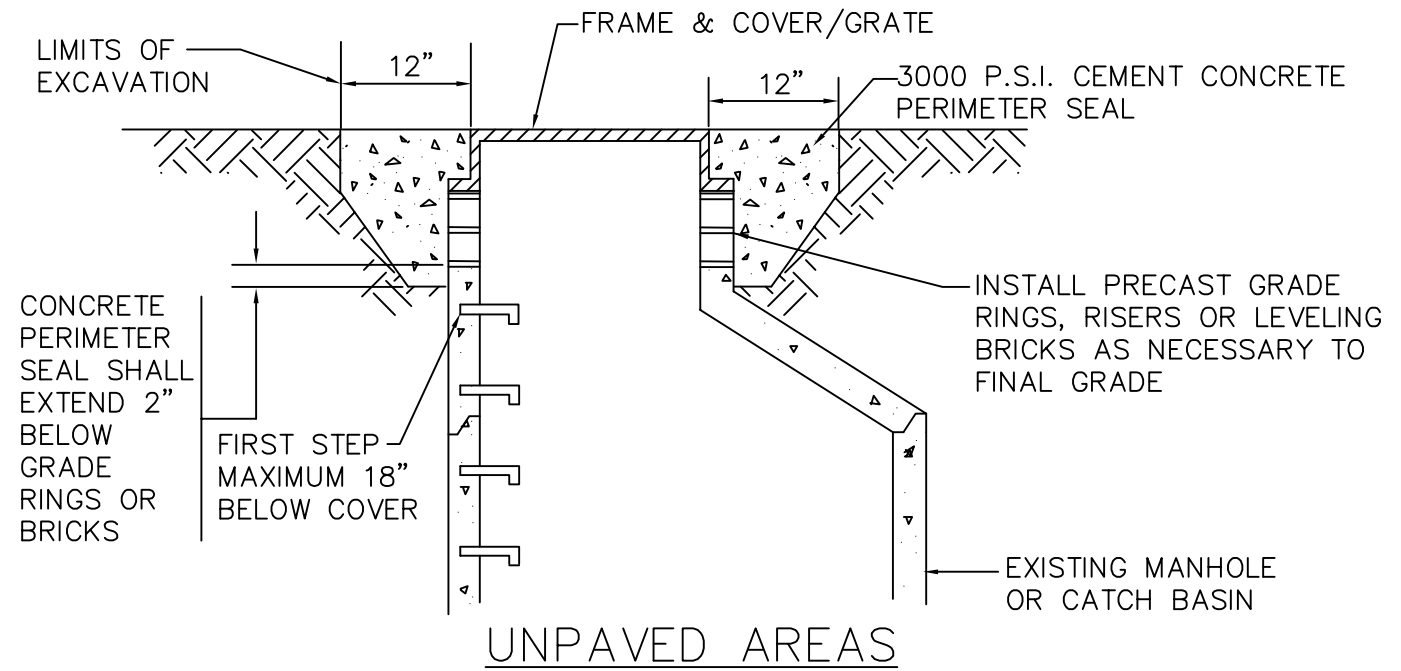 FRAME & COVER/GRATE
LIMITS OF
EXCAVATION
12”
12”
3000 P.S.I. CEMENT CONCRETE
PERIMETER SEAL
CONCRETE
PERIMETER
SEAL SHALL
EXTEND 2”
BELOW
GRADE
RINGS OR
BRICKS
FIRST STEP
MAXIMUM 18”
BELOW COVER
INSTALL PRECAST GRADE
RINGS, RISERS OR LEVELING
BRICKS AS NECESSARY TO
FINAL GRADE
EXISTING MANHOLE
OR CATCH BASIN
UNPAVED AREAS